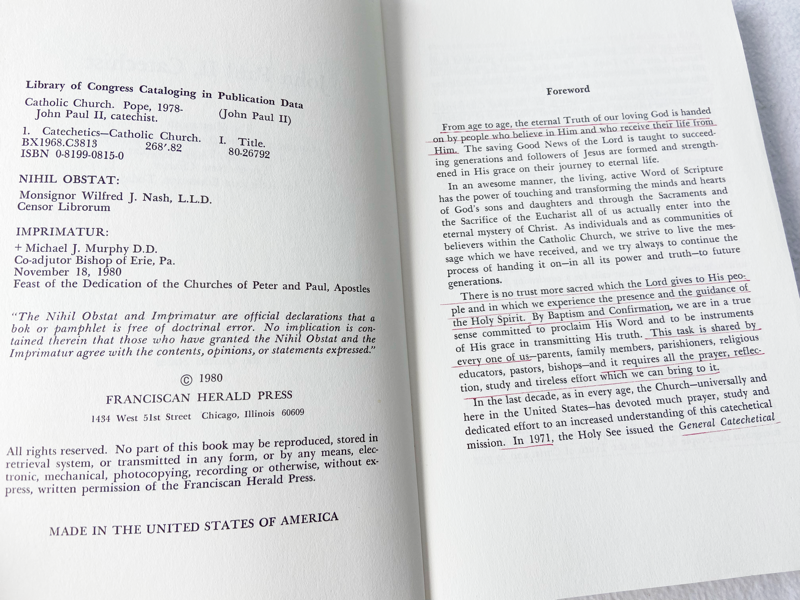 Library of Congress Cataloging in Publication Data
Catholic Church. Pope, 1978- (John Paul II)
John Paul II, catechist.
1. Catechetics—Catholic Church. I. Title.
BX1968.C3813 268'.82 80-26792
ISBN 0-8199-0815-0
NIHIL OBSTAT:
Monsignor Wilfred J. Nash, L.L.D.
Censor Librorum
IMPRIMATUR:
+ Michael J. Murphy D.D.
Co-adjutor Bishop of Erie, Pa.
November 18, 1980
Feast of the Dedication of the Churches of Peter and Paul, Apostles
"The Nihil Obstat and Imprimatur are official declarations that a
bok or pamphlet is free of doctrinal error. No implication is con-
tained therein that those who have granted the Nihil Obstat and the
Imprimatur agree with the contents, opinions, or statements expressed."
© 1980
FRANCISCAN HERALD PRESS
1434 West 51st Street Chicago, Illinois 60609
All rights reserved. No part of this book may be reproduced, stored in
retrieval system, or transmitted in any form, or by any means, elec-
tronic, mechanical, photocopying, recording or otherwise, without ex-
press, written permission of the Franciscan Herald Press.
MADE IN THE UNITED STATES OF AMERICA
Foreword
From age to age, the eternal Truth of our loving God is handed
on by people who believe in Him and who receive their life from
Him. The saving Good News of the Lord is taught to succeed-
ing generations and followers of Jesus are formed and strength-
ened in His grace on their journey to eternal life.
In an awesome manner, the living, active Word of Scripture
has the power of touching and transforming the minds and hearts
of God's sons and daughters and through the Sacraments and
the Sacrifice of the Eucharist all of us actually enter into the
eternal mystery of Christ. As individuals and as communities of
believers within the Catholic Church, we strive to live the mes-
sage which we have received, and we try always to continue the
process of handing it on—in all its power and truth—to future
generations.
There is no trust more sacred which the Lord gives to His peo-
ple and in which we experience the presence and the guidance of
the Holy Spirit. By Baptism and Confirmation, we are in a true
sense committed to proclaim His Word and to be instruments
of His grace in transmitting His truth. This task is shared by
every one of us—parents, family members, parishioners, religious
educators, pastors, bishops—and it requires all the prayer, reflec-
tion, study and tireless effort which we can bring to it.
In the last decade, as in every age, the Church—universally and
here in the United States—has devoted much prayer, study and
dedicated effort to an increased understanding of this catechetical
mission. In 1971, the Holy See issued the General Catechetical